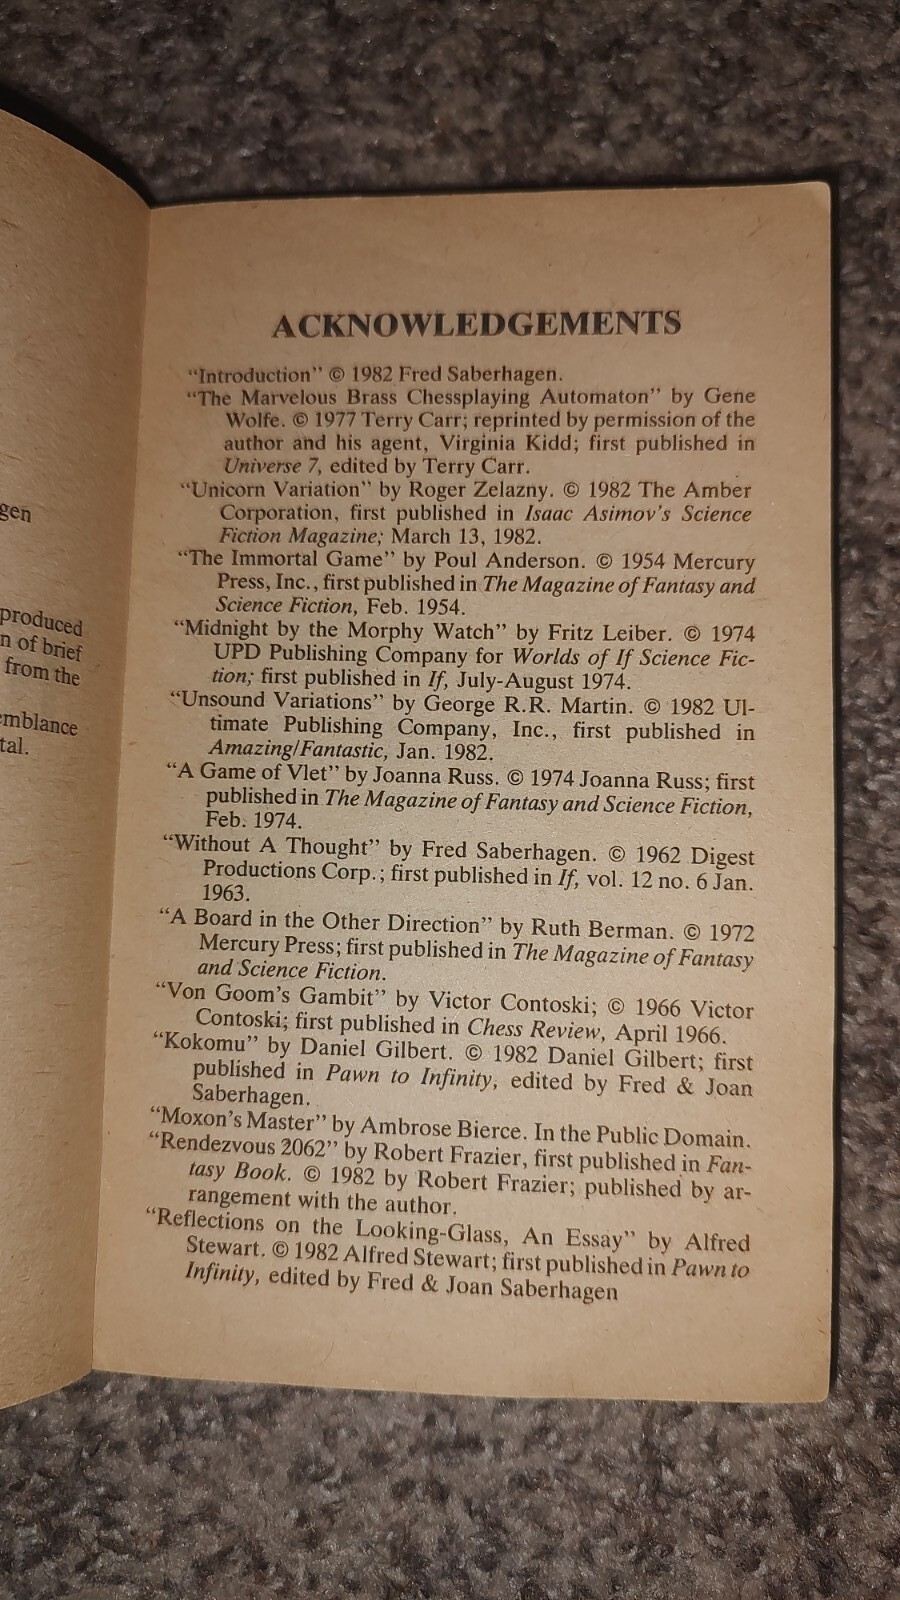 gen
produced
n of brief
from the
emblance
tal.
ACKNOWLEDGEMENTS
“Introduction” © 1982 Fred Saberhagen.
“The Marvelous Brass Chessplaying Automaton” by Gene
Wolfe. © 1977 Terry Carr; reprinted by permission of the
author and his agent, Virginia Kidd; first published in
Universe 7, edited by Terry Carr.
“Unicorn Variation” by Roger Zelazny. © 1982 The Amber
Corporation, first published in Isaac Asimov’s Science
Fiction Magazine; March 13, 1982.
“The Immortal Game” by Poul Anderson. © 1954 Mercury
Press, Inc., first published in The Magazine of Fantasy and
Science Fiction, Feb. 1954.
“Midnight by the Morphy Watch” by Fritz Leiber. © 1974
UPD Publishing Company for Worlds of If Science Fic-
tion; first published in If, July-August 1974.
“Unsound Variations” by George R.R. Martin. © 1982 Ul-
timate Publishing Company, Inc., first published in
Amazing/Fantastic, Jan. 1982.
“A Game of Vlet” by Joanna Russ. © 1974 Joanna Russ; first
published in The Magazine of Fantasy and Science Fiction,
Feb. 1974.
“Without A Thought” by Fred Saberhagen. © 1962 Digest
Productions Corp.; first published in If, vol. 12 no. 6 Jan.
1963.
“A Board in the Other Direction” by Ruth Berman. © 1972
Mercury Press; first published in The Magazine of Fantasy
and Science Fiction.
“Von Goom’s Gambit” by Victor Contoski; © 1966 Victor
Contoski; first published in Chess Review, April 1966.
“Kokomu” by Daniel Gilbert. © 1982 Daniel Gilbert; first
published in Pawn to Infinity, edited by Fred & Joan
Saberhagen.
“Moxon’s Master” by Ambrose Bierce. In the Public Domain.
“Rendezvous 2062” by Robert Frazier, first published in Fan-
tasy Book. © 1982 by Robert Frazier; published by ar-
rangement with the author.
“Reflections on the Looking-Glass, An Essay” by Alfred
Stewart. © 1982 Alfred Stewart; first published in Pawn to
Infinity, edited by Fred & Joan Saberhagen